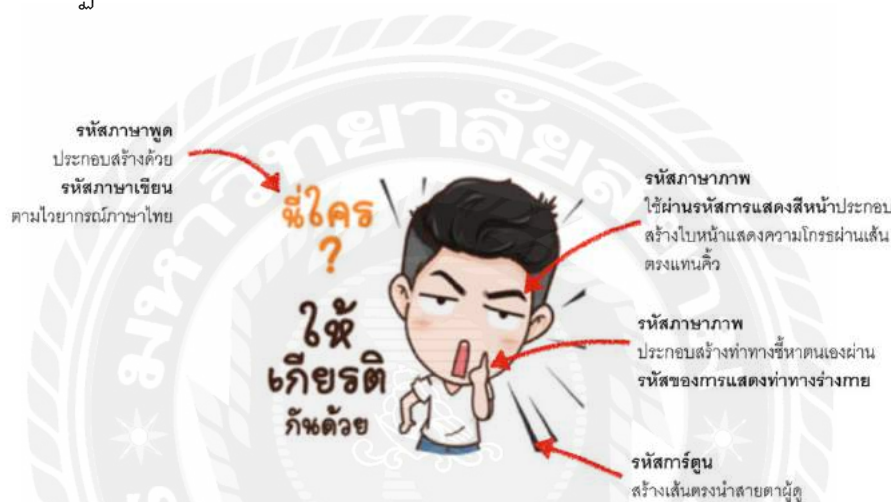 รหัสภาษาพูด
ประกอบสร้างด้วย
รหัสภาษาเขียน
ตามไวยากรณ์ภาษาไทย
นี่ใคร
?
ให้
เกียรติ
กันด้วย
รหัสภาษาภาพ
ใช้ผ่านรหัสการแสดงสีหน้าประกอบ
สร้างใบหน้าแสดงความโกรธผ่านเส้น
ตรงแทนคิ้ว
รหัสภาษาภาพ
ประกอบสร้างท่าทางชี้หาตนเองผ่าน
รหัสของการแสดงท่าทางร่างกาย
รหัสการ์ตูน
สร้างเส้นตรงนำสายตาผู้ดู